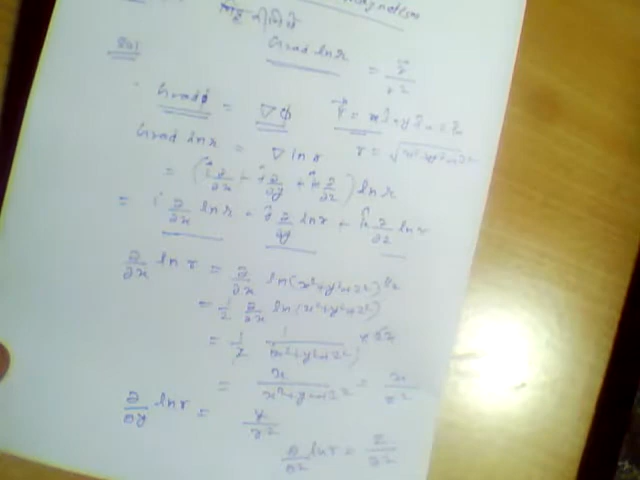 सिद्ध कीजिये
Sol
Grad ln r = r⃗ / r²
Grad φ = ∇φ r⃗ = xî + yĵ + zk̂
Grad ln r = ∇ ln r r = √(x²+y²+z²)
= (î ∂/∂x + ĵ ∂/∂y + k̂ ∂/∂z) ln r
= î ∂/∂x ln r + ĵ ∂/∂y ln r + k̂ ∂/∂z ln r
∂/∂x ln r = ∂/∂x ln(x²+y²+z²)^1/2
= 1/2 ∂/∂x ln(x²+y²+z²)
= 1/2 1/(x²+y²+z²) × 2x
= x/(x²+y²+z²) = x/r²
∂/∂y ln r = y/r²
∂/∂z ln r = z/r²